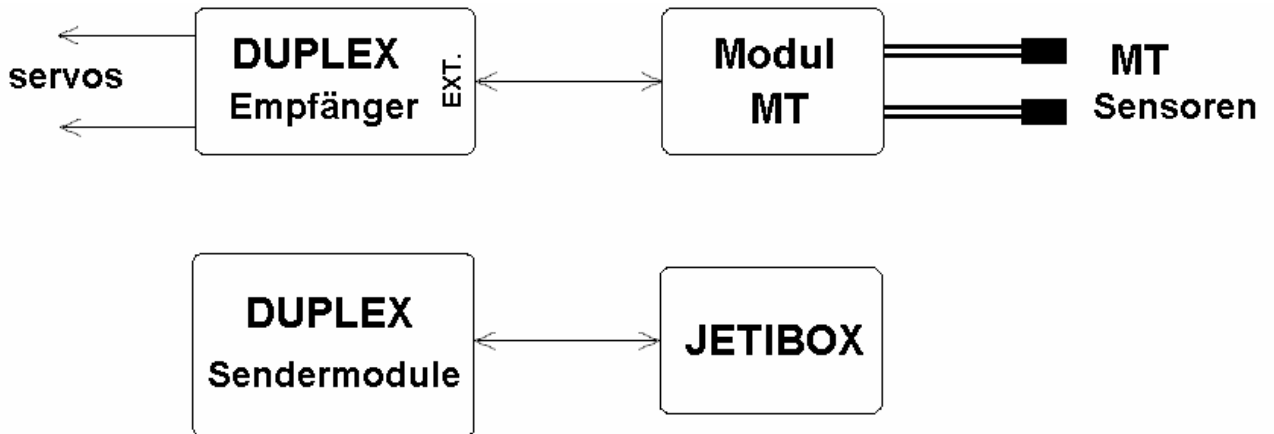 servos
DUPLEX
Empfänger
EXT.
Modul
MT
MT
Sensoren
DUPLEX
Sendermodule
JETIBOX